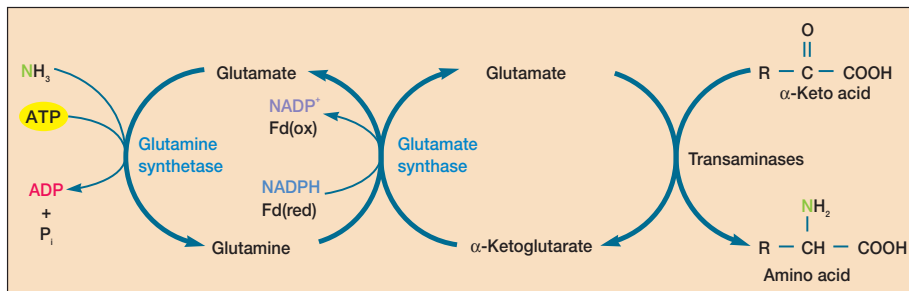 NH₃
ATP
ADP
+
Pᵢ
Glutamate
Glutamine
synthetase
Glutamine
NADP⁺
Fd(ox)
NADPH
Fd(red)
Glutamate
synthase
Glutamate
α-Ketoglutarate
Transaminases
O
R – C – COOH
α-Keto acid
NH₂
R – CH – COOH
Amino acid